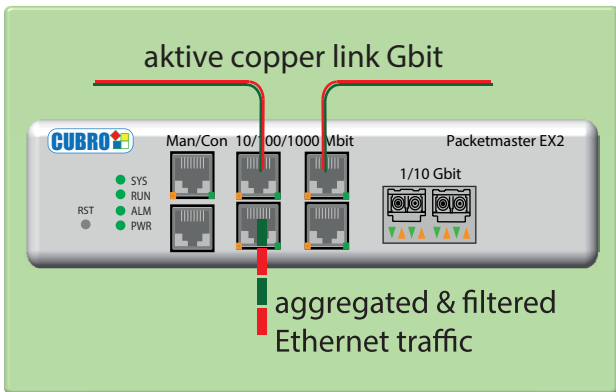 aktive copper link Gbit
CUBRO
Man/Con 10/100/1000 Mbit Packetmaster EX2
1/10 Gbit
SYS
RUN
RST ALM
PWR
aggregated & filtered
Ethernet traffic